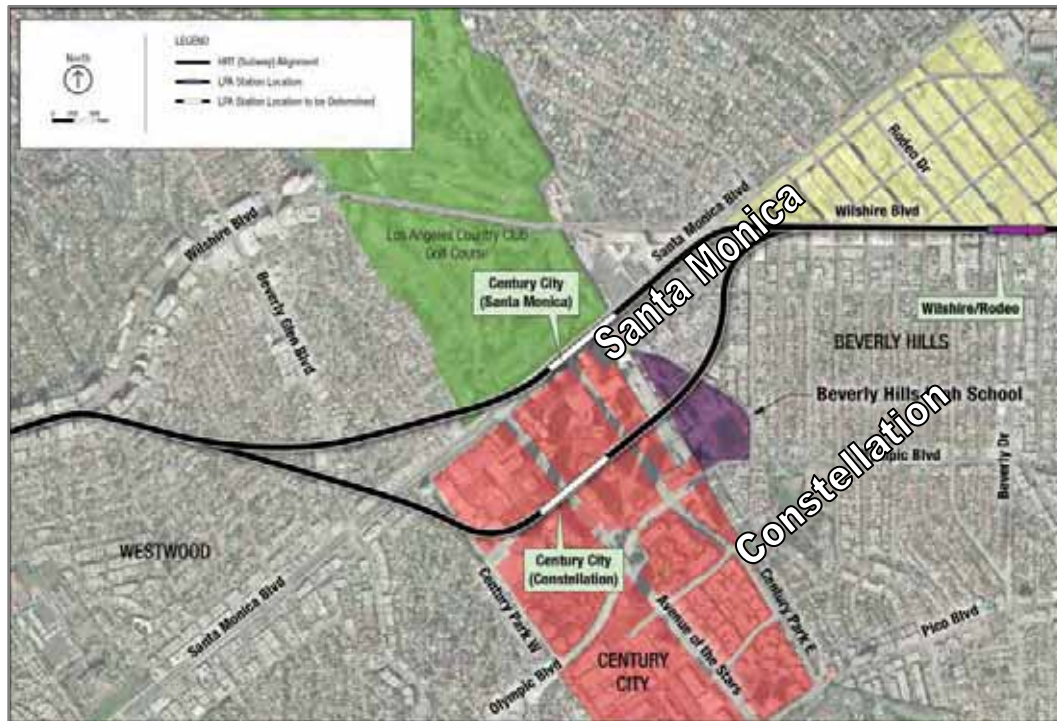 North
LEGEND
HRT (Subway) Alignment
LPA Station Location
LPA Station Location to be Determined
Rodeo Dr
Wilshire Blvd
Santa Monica Blvd
Santa Monica
Wilshire Blvd
Los Angeles Country Club
Golf Course
Century City
(Santa Monica)
Beverly Glen Blvd
Wilshire/Rodeo
BEVERLY HILLS
Beverly Hills High School
Constellation
Blvd
Beverly Dr
WESTWOOD
Century City
(Constellation)
Santa Monica Blvd
Century Park W
Avenue of the Stars
Century Park E
Pico Blvd
Olympic Blvd
CENTURY
CITY